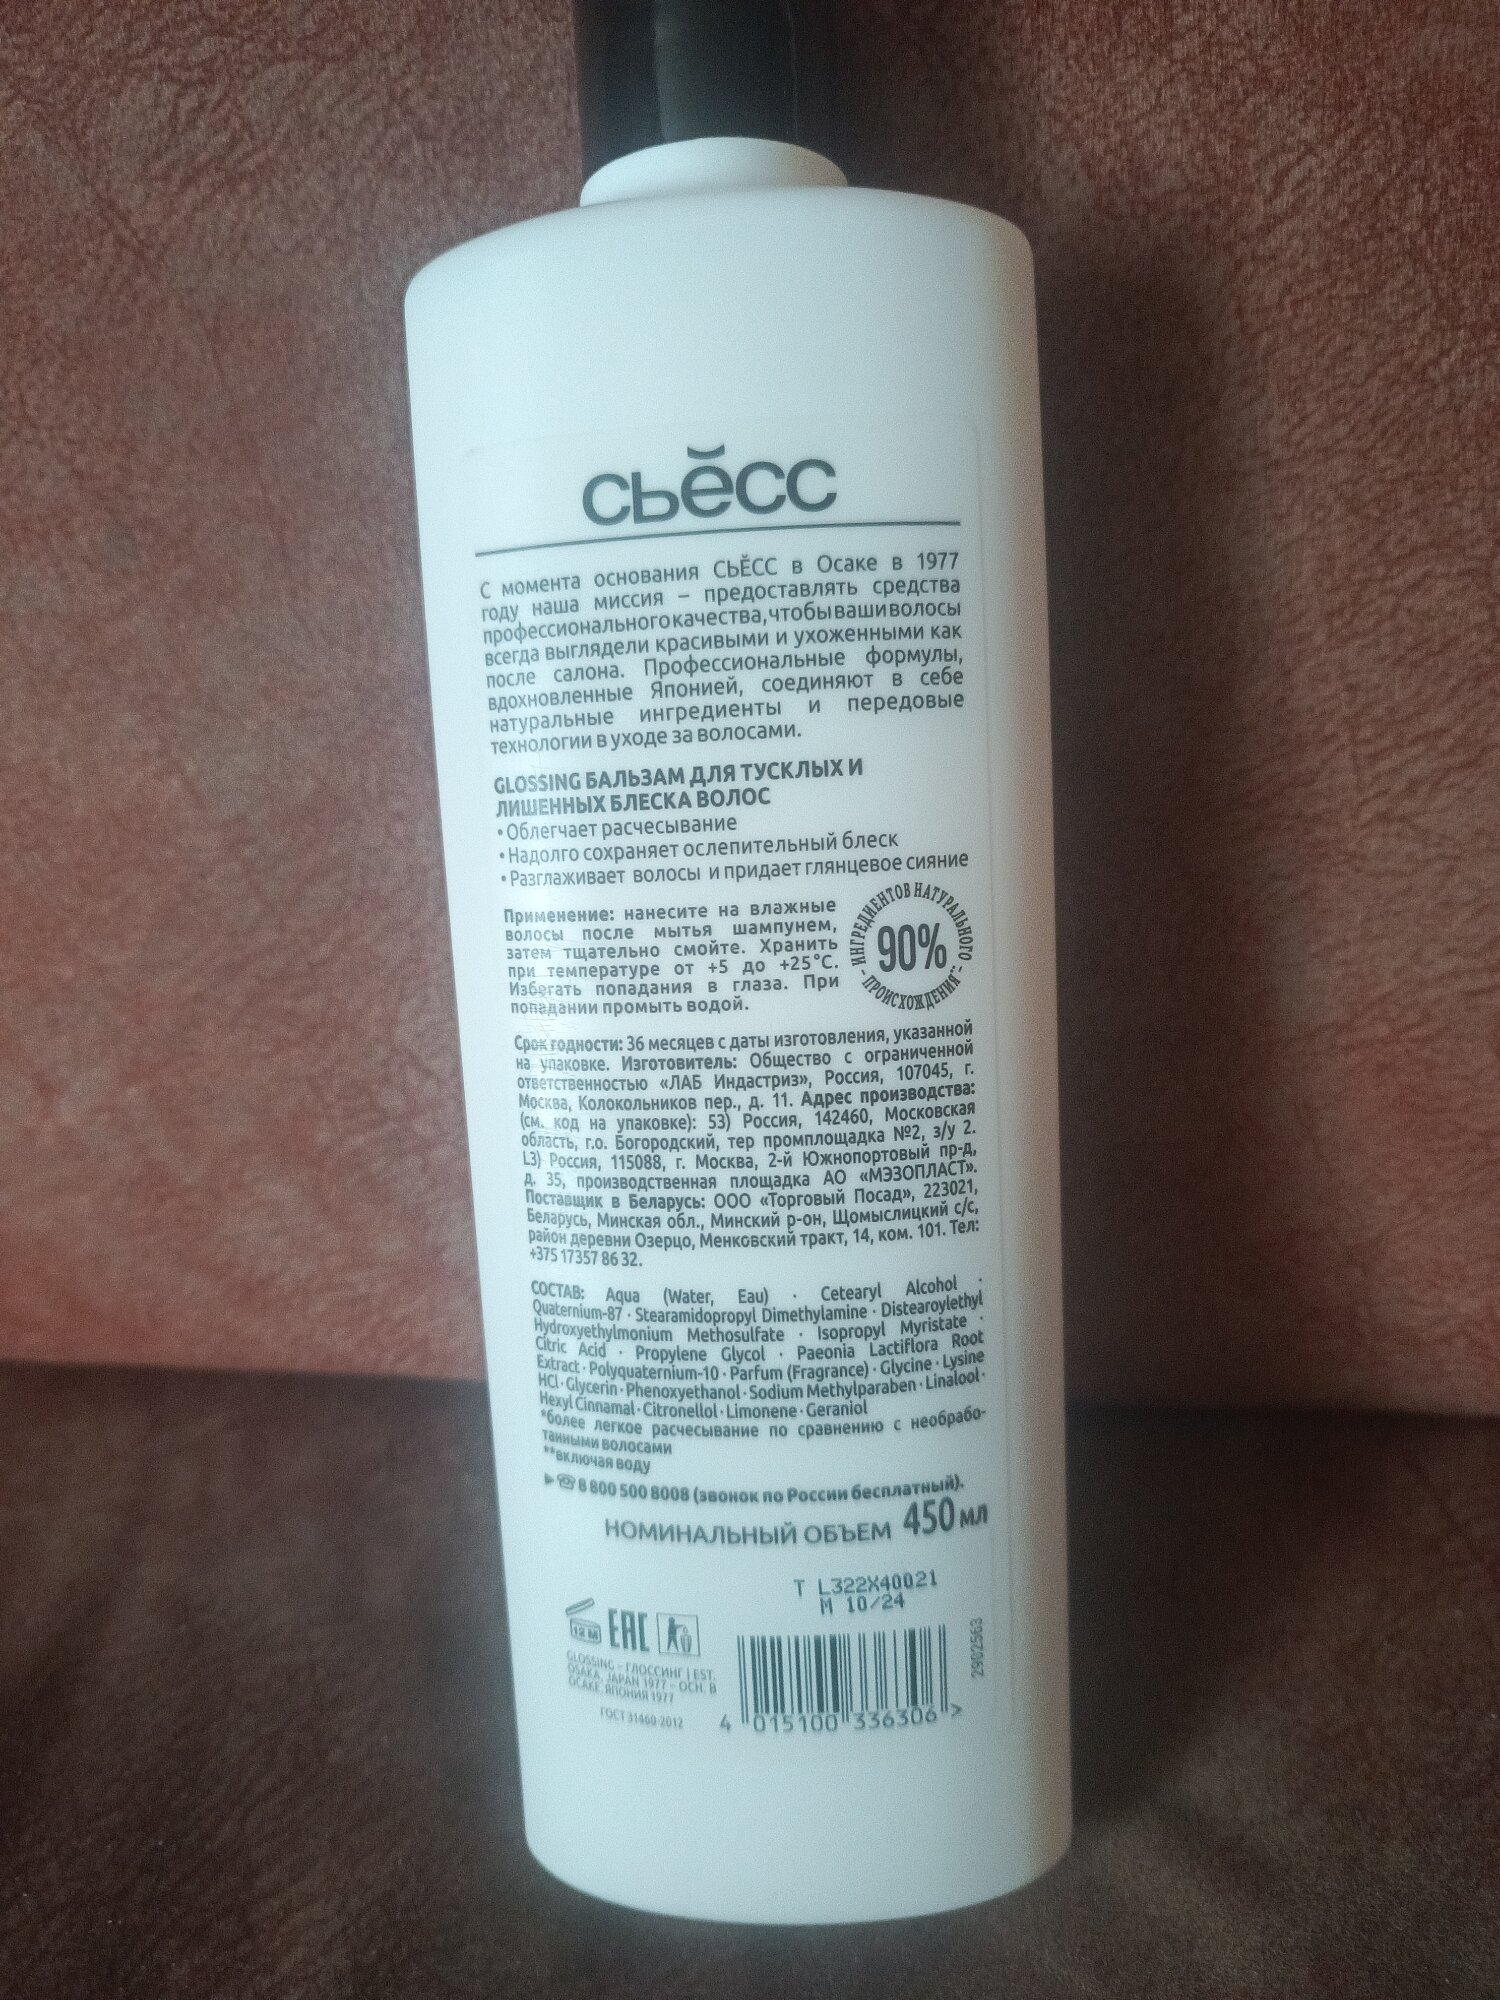 сьĕсс
С момента основания СЬЁСС в Осаке в 1977
году наша миссия – предоставлять средства
профессионального качества, чтобы ваши волосы
всегда выглядели красивыми и ухоженными как
после салона. Профессиональные формулы,
вдохновленные Японией, соединяют в себе
натуральные ингредиенты и передовые
технологии в уходе за волосами.
GLOSSING БАЛЬЗАМ ДЛЯ ТУСКЛЫХ И
ЛИШЕННЫХ БЛЕСКА ВОЛОС
• Облегчает расчесывание
• Надолго сохраняет ослепительный блеск
• Разглаживает волосы и придает глянцевое сияние
Применение: нанесите на влажные
волосы после мытья шампунем,
затем тщательно смойте. Хранить
при температуре от +5 до +25°C.
Избегать попадания в глаза. При
попадании промыть водой.
90%
ИНГРЕДИЕНТОВ НАТУРАЛЬНОГО
– ПРОИСХОЖДЕНИЯ** –
Срок годности: 36 месяцев с даты изготовления, указанной
на упаковке. Изготовитель: Общество с ограниченной
ответственностью «ЛАБ Индастриз», Россия, 107045, г.
Москва, Колокольников пер., д. 11. Адрес производства:
(см. код на упаковке): 53) Россия, 142460, Московская
область, г.о. Богородский, тер промплощадка №2, з/у 2.
L3) Россия, 115088, г. Москва, 2-й Южнопортовый пр-д,
д. 35, производственная площадка АО «МЭЗОПЛАСТ».
Поставщик в Беларусь: ООО «Торговый Посад», 223021,
Беларусь, Минская обл., Минский р-он, Щомыслицкий с/с,
район деревни Озерцо, Менковский тракт, 14, ком. 101. Тел:
+375 17357 86 32.
СОСТАВ: Aqua (Water, Eau) · Cetearyl Alcohol ·
Quaternium-87 · Stearamidopropyl Dimethylamine · Distearoylethyl
Hydroxyethylmonium Methosulfate · Isopropyl Myristate ·
Citric Acid · Propylene Glycol · Paeonia Lactiflora Root
Extract · Polyquaternium-10 · Parfum (Fragrance) · Glycine · Lysine
HCl · Glycerin · Phenoxyethanol · Sodium Methylparaben · Linalool ·
Hexyl Cinnamal · Citronellol · Limonene · Geraniol
*более легкое расчесывание по сравнению с необрабо-
танными волосами
**включая воду
8 800 500 8008 (звонок по России бесплатный).
НОМИНАЛЬНЫЙ ОБЪЕМ 450 мл
T L322X40021
M 10/24
12 M EAC
GLOSSING – ГЛОССИНГ | EST.
OSAKA, JAPAN 1977 – ОСН. В
ОСАКЕ, ЯПОНИЯ 1977
ГОСТ 31460-2012
2902563
4 015100 336306 >